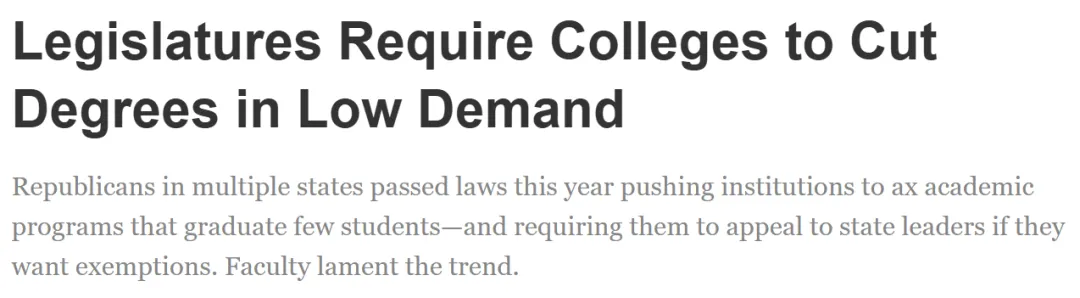 Legislatures Require Colleges to Cut
Degrees in Low Demand
Republicans in multiple states passed laws this year pushing institutions to ax academic
programs that graduate few students—and requiring them to appeal to state leaders if they
want exemptions. Faculty lament the trend.